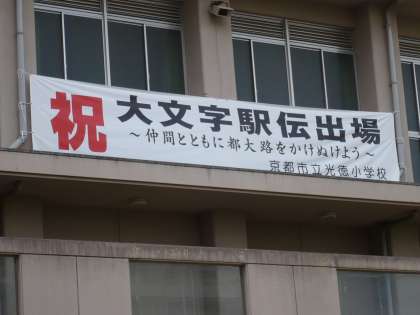 祝 大文字駅伝出場
～仲間とともに都大路をかけぬけよう～
京都市立光徳小学校